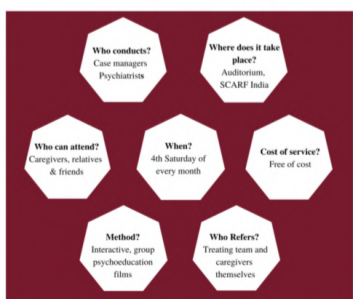 Who conducts?
Case managers
Psychiatrists
Where does it take
place?
Auditorium,
SCARF India
Who can attend?
Caregivers, relatives
& friends
When?
4th Saturday of
every month
Cost of service?
Free of cost
Method?
Interactive, group
psychoeducation
films
Who Refers?
Treating team and
caregivers
themselves